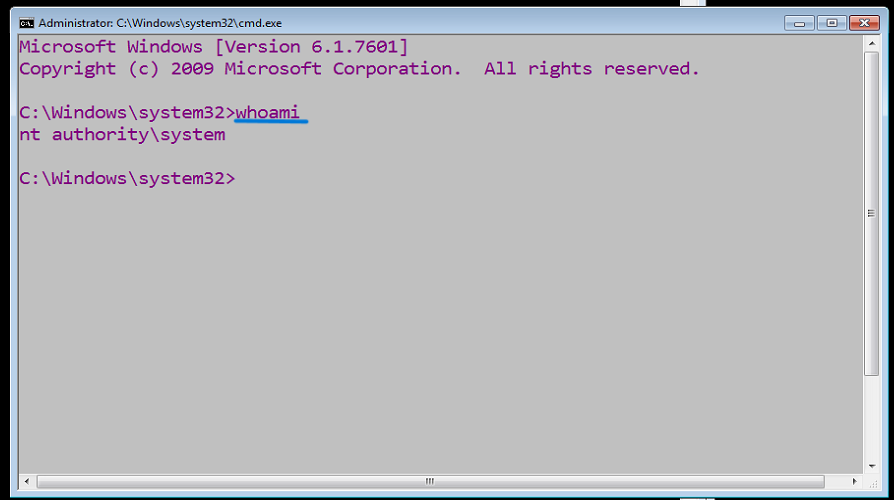 Administrator: C:\Windows\system32\cmd.exe
Microsoft Windows [Version 6.1.7601]
Copyright (c) 2009 Microsoft Corporation.  All rights reserved.
C:\Windows\system32>whoami
nt authority\system
C:\Windows\system32>